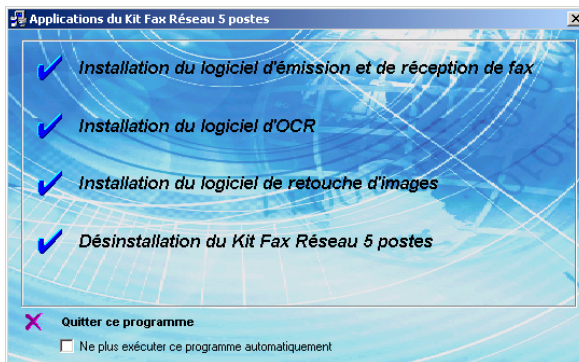 Applications du Kit Fax Réseau 5 postes
Installation du logiciel d'émission et de réception de fax
Installation du logiciel d'OCR
Installation du logiciel de retouche d'images
Désinstallation du Kit Fax Réseau 5 postes
Quitter ce programme
Ne plus exécuter ce programme automatiquement